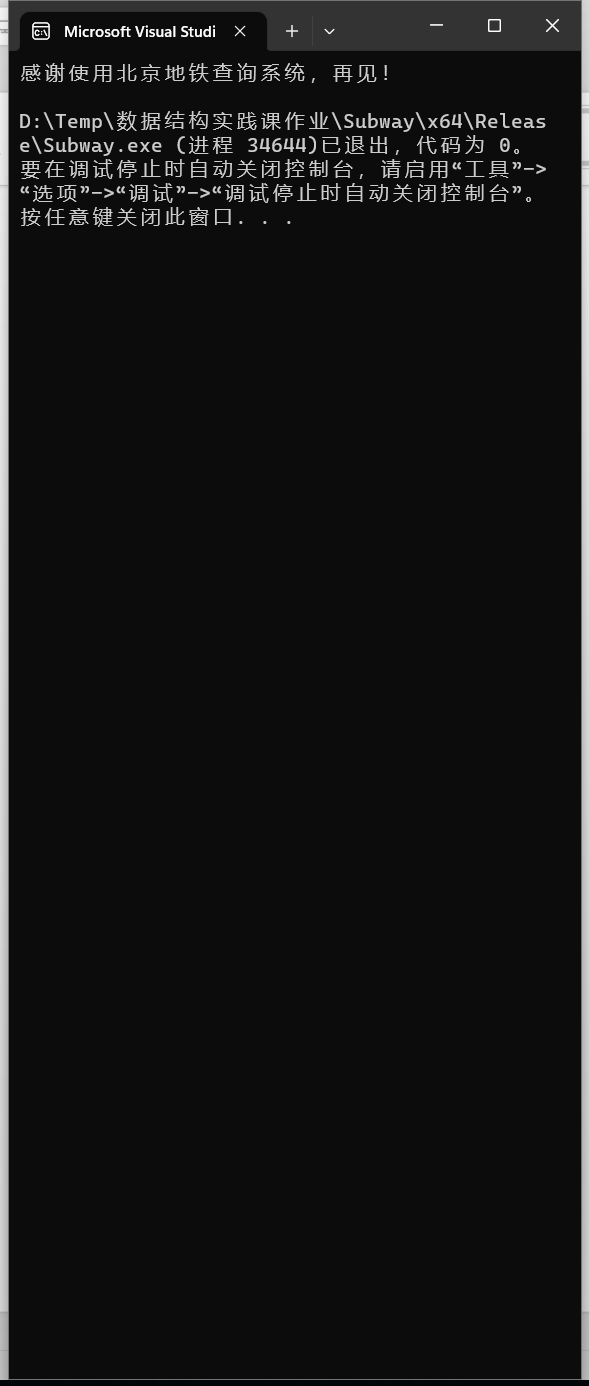 Microsoft Visual Studi
感谢使用北京地铁查询系统，再见！
D:\Temp\数据结构实践课作业\Subway\x64\Releas
e\Subway.exe (进程 34644)已退出，代码为 0。
要在调试停止时自动关闭控制台，请启用“工具”->
“选项”->“调试”->“调试停止时自动关闭控制台”。
按任意键关闭此窗口. . .